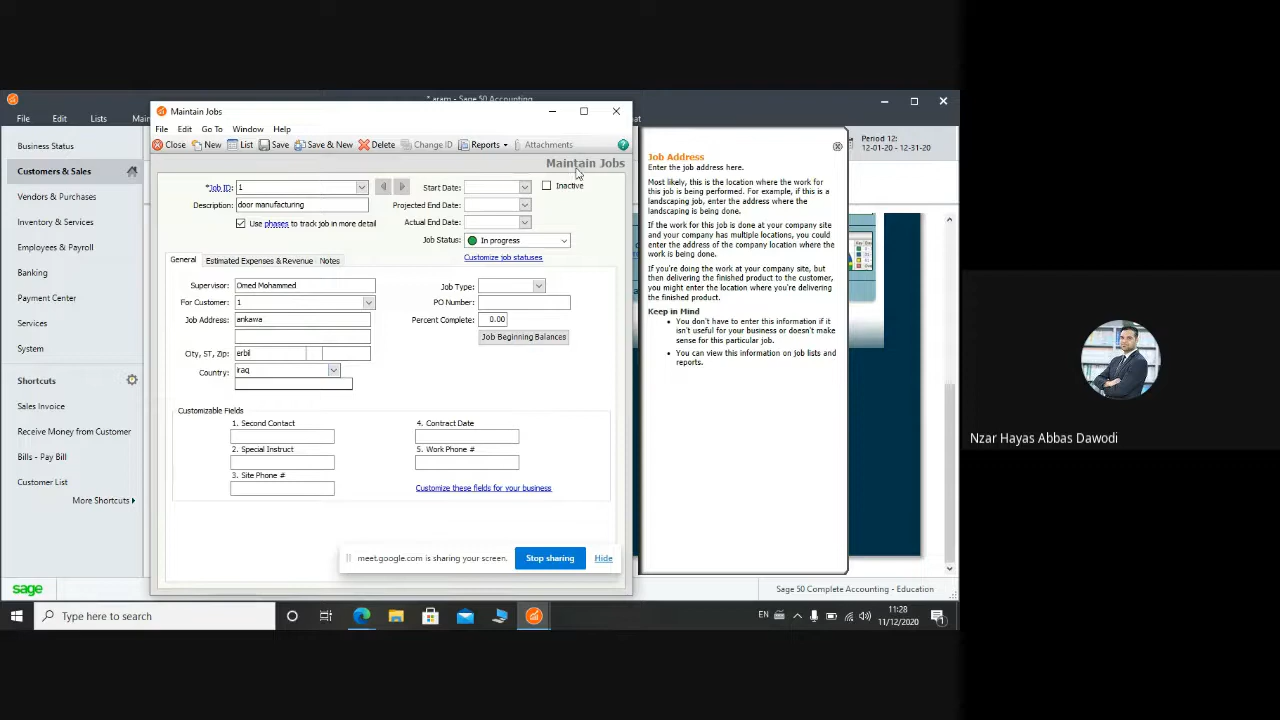 * aram - Sage 50 Accounting
File Edit Lists
Period 12:
12-01-20 - 12-31-20
Business Status
Customers & Sales
Vendors & Purchases
Inventory & Services
Employees & Payroll
Banking
Payment Center
Services
System
Shortcuts
Sales Invoice
Receive Money from Customer
Bills - Pay Bill
Customer List
More Shortcuts
sage
Maintain Jobs
File Edit Go To Window Help
Close New List Save Save & New Delete Change ID Reports Attachments
Maintain Jobs
*Job ID: 1
Description: door manufacturing
Use phases to track job in more detail
Start Date:
Inactive
Projected End Date:
Actual End Date:
Job Status: In progress
Customize job statuses
General Estimated Expenses & Revenue Notes
Supervisor: Omed Mohammed
For Customer: 1
Job Address: ankawa
City, ST, Zip: erbil
Country: iraq
Job Type:
PO Number:
Percent Complete: 0.00
Job Beginning Balances
Customizable Fields
1. Second Contact
2. Special Instruct
3. Site Phone #
4. Contract Date
5. Work Phone #
Customize these fields for your business
meet.google.com is sharing your screen. Stop sharing Hide
Job Address
Enter the job address here.
Most likely, this is the location where the work for
this job is being performed. For example, if this is a
landscaping job, enter the address where the
landscaping is being done.
If the work for this job is done at your company site
and your company has multiple locations, you could
enter the address of the company location where the
work is being done.
If you're doing the work at your company site, but
then delivering the finished product to the customer,
you might enter the location where you're delivering
the finished product.
Keep in Mind
• You don't have to enter this information if it
isn't useful for your business or doesn't make
sense for this particular job.
• You can view this information on job lists and
reports.
Sage 50 Complete Accounting - Education
Type here to search
EN
11:28
11/12/2020
1
Nzar Hayas Abbas Dawodi